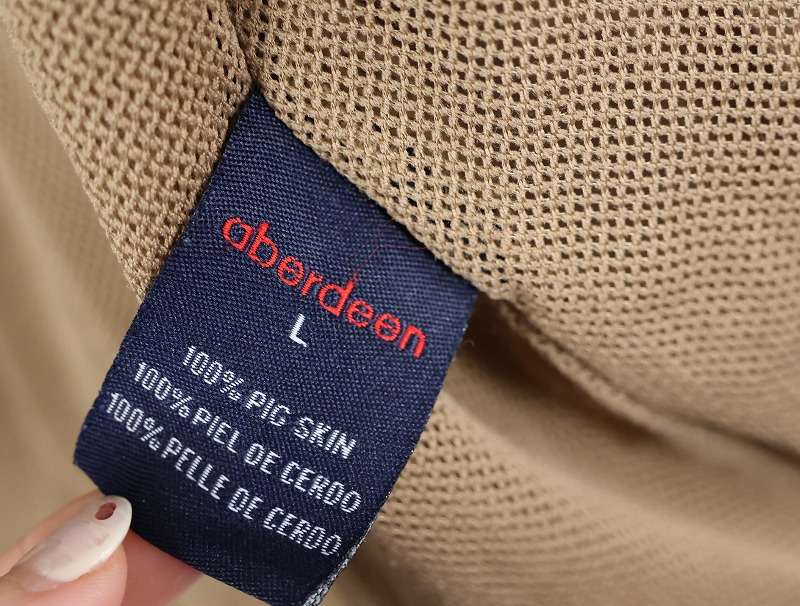 aberdeen
L
100% PIG SKIN
100% PIEL DE CERDO
100% PELLE DE CERDO